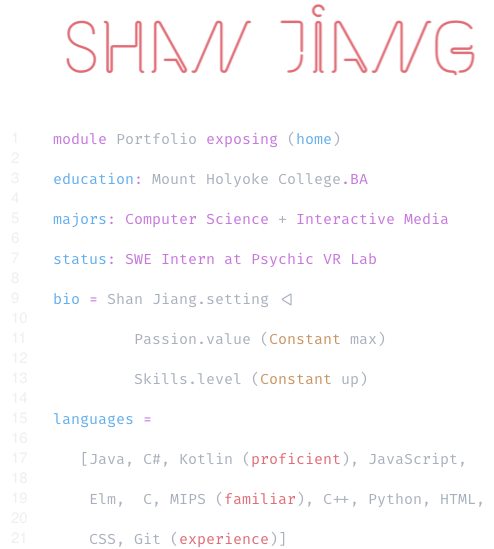 SHAN JIANG
1 module Portfolio exposing (home)
2
3 education: Mount Holyoke College.BA
4
5 majors: Computer Science + Interactive Media
6
7 status: SWE Intern at Psychic VR Lab
8
9 bio = Shan Jiang.setting <|
10
11 Passion.value (Constant max)
12
13 Skills.level (Constant up)
14
15 languages =
16
17 [Java, C#, Kotlin (proficient), JavaScript,
18
19 Elm, C, MIPS (familiar), C++, Python, HTML,
20
21 CSS, Git (experience)]